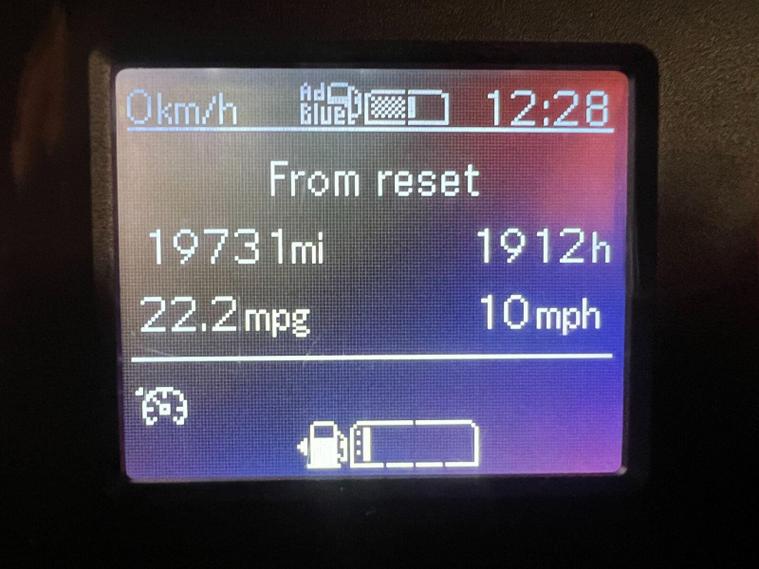 0km/h Ad Blue 12:28
From reset
19731mi 1912h
22.2mpg 10mph